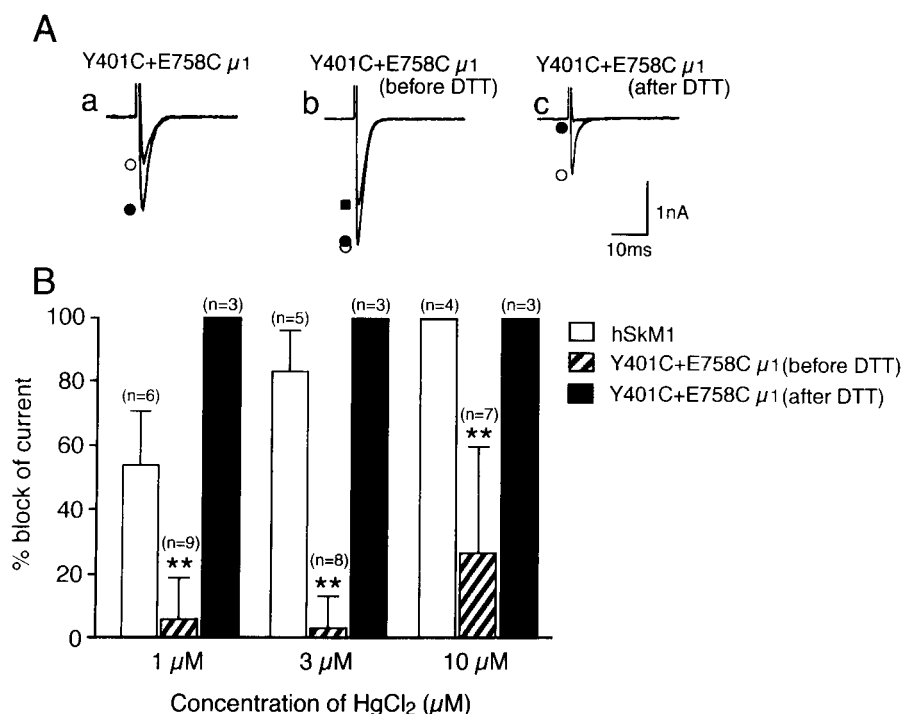 A
Y401C+E758C μ1
a
Y401C+E758C μ1
(before DTT)
b
Y401C+E758C μ1
(after DTT)
c
1nA
10ms
B
(n=6)
(n=9)
**
(n=3)
(n=5)
(n=8)
**
(n=3)
(n=4)
(n=7)
**
(n=3)
100
80
60
40
20
0
% block of current
1 μM
3 μM
10 μM
Concentration of HgCl₂ (μM)
hSkM1
Y401C+E758C μ1 (before DTT)
Y401C+E758C μ1 (after DTT)